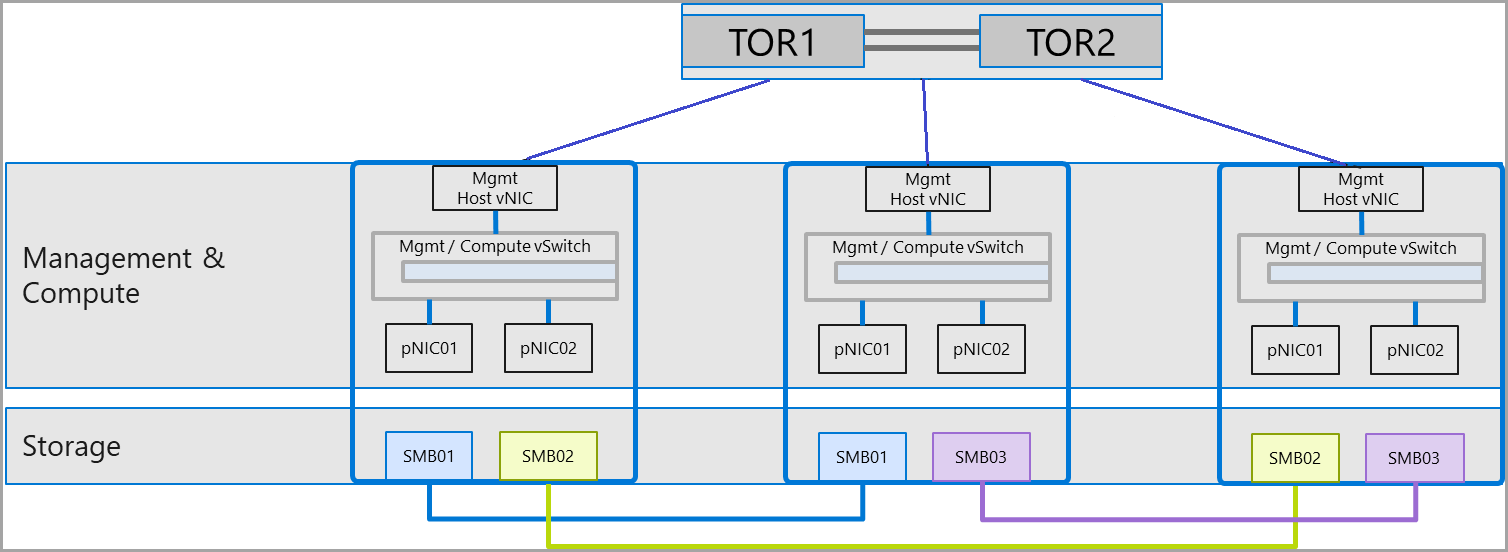 TOR1
TOR2
Management &
Compute
Mgmt
Host vNIC
Mgmt / Compute vSwitch
pNIC01
pNIC02
Mgmt
Host vNIC
Mgmt / Compute vSwitch
pNIC01
pNIC02
Mgmt
Host vNIC
Mgmt / Compute vSwitch
pNIC01
pNIC02
Storage
SMB01
SMB02
SMB01
SMB03
SMB02
SMB03